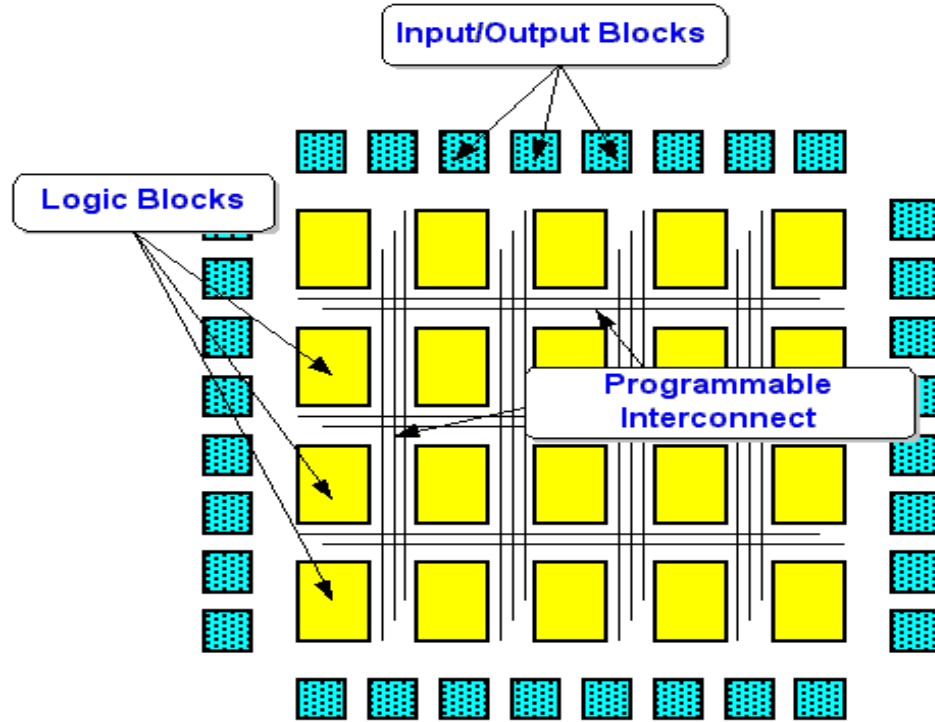 Input/Output Blocks
Logic Blocks
Programmable
Interconnect